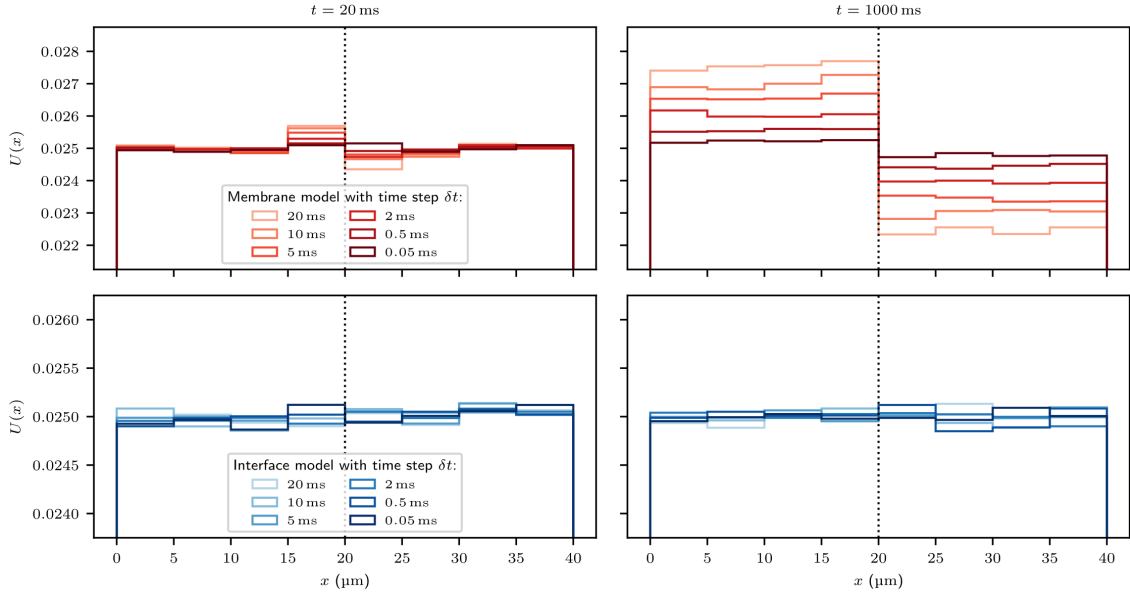 t = 20 ms
t = 1000 ms
0.028
0.027
0.026
0.025
0.024
0.023
0.022
U(x)
Membrane model with time step δt:
20 ms
2 ms
10 ms
0.5 ms
5 ms
0.05 ms
0.0260
0.0255
0.0250
0.0245
0.0240
U(x)
Interface model with time step δt:
20 ms
2 ms
10 ms
0.5 ms
5 ms
0.05 ms
0 5 10 15 20 25 30 35 40
0 5 10 15 20 25 30 35 40
x (µm)
x (µm)